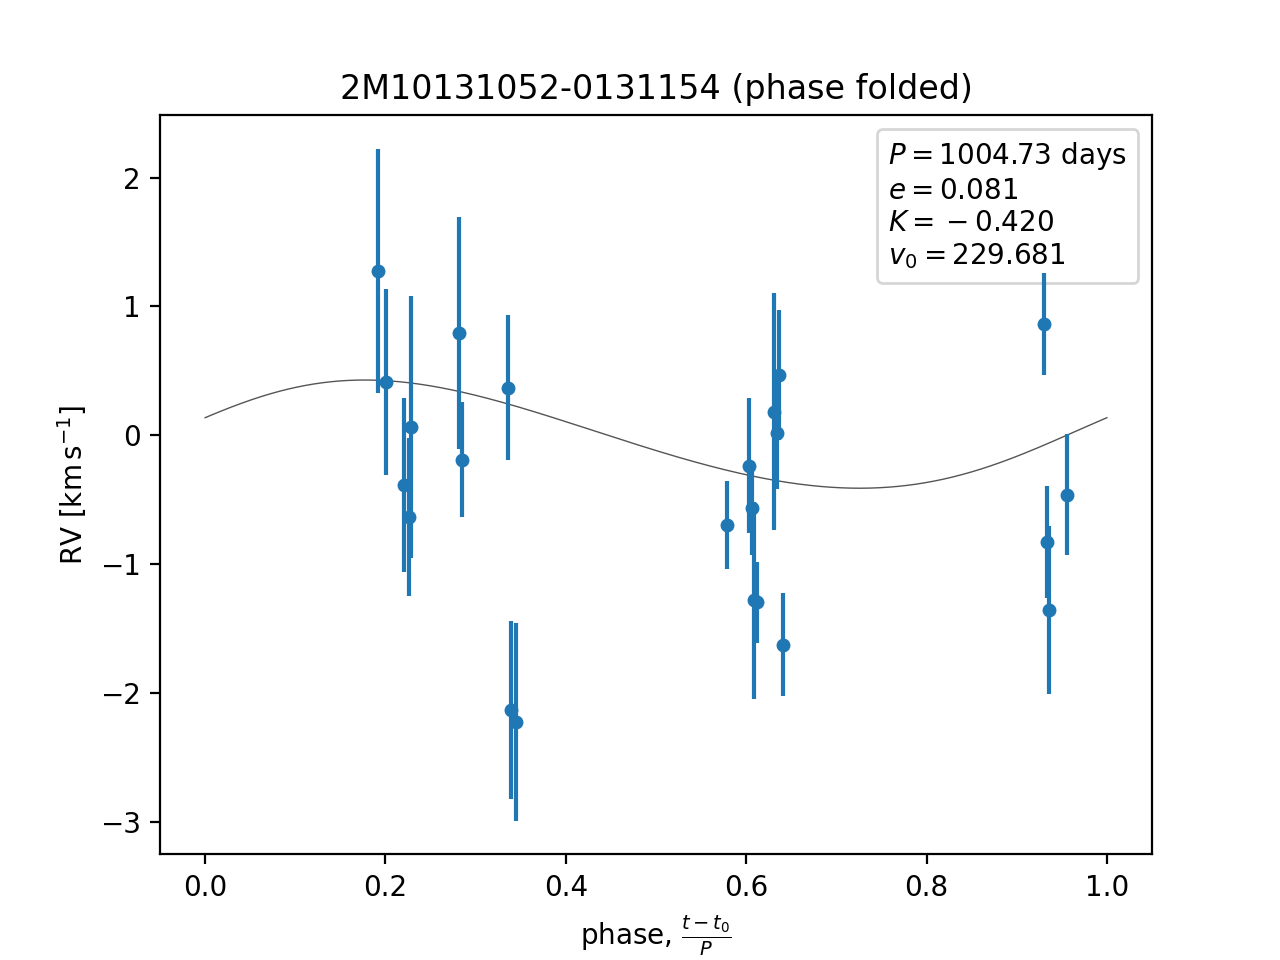 2M10131052-0131154 (phase folded)
P = 1004.73 days
e = 0.081
K = −0.420
v₀ = 229.681
2
1
0
−1
−2
−3
RV [km s⁻¹]
0.0 0.2 0.4 0.6 0.8 1.0
phase, (t − t₀)/P